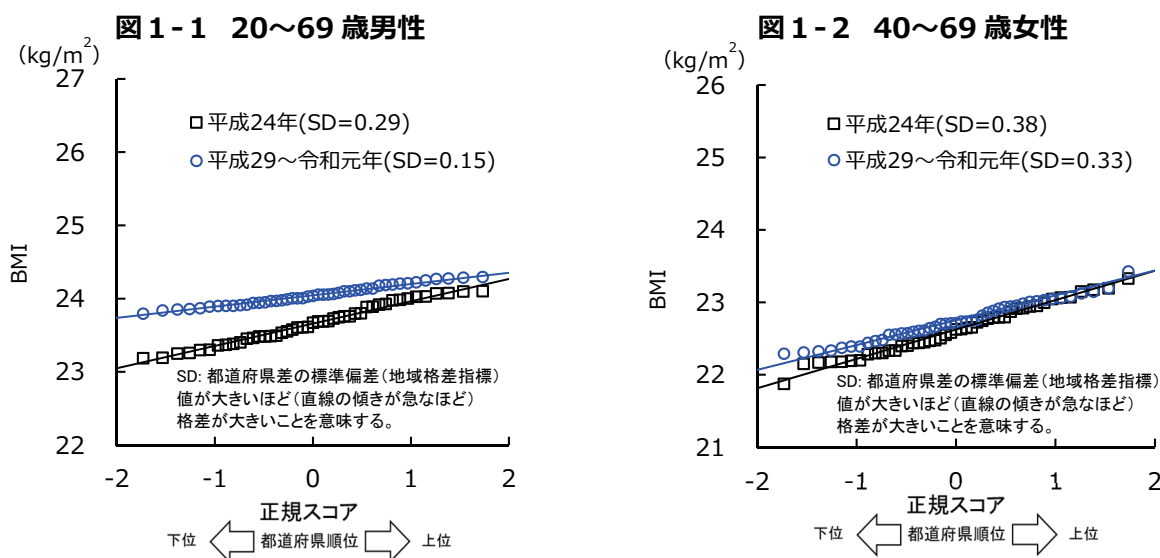 図1-1 20~69歳男性
(kg/m²)
27
26
25
24
23
22
BMI
□平成24年(SD=0.29)
○平成29~令和元年(SD=0.15)
SD: 都道府県差の標準偏差(地域格差指標)
値が大きいほど(直線の傾きが急なほど)
格差が大きいことを意味する。
-2 -1 0 1 2
正規スコア
下位 都道府県順位 上位
図1-2 40~69歳女性
(kg/m²)
26
25
24
23
22
21
BMI
□平成24年(SD=0.38)
○平成29~令和元年(SD=0.33)
SD: 都道府県差の標準偏差(地域格差指標)
値が大きいほど(直線の傾きが急なほど)
格差が大きいことを意味する。
-2 -1 0 1 2
正規スコア
下位 都道府県順位 上位